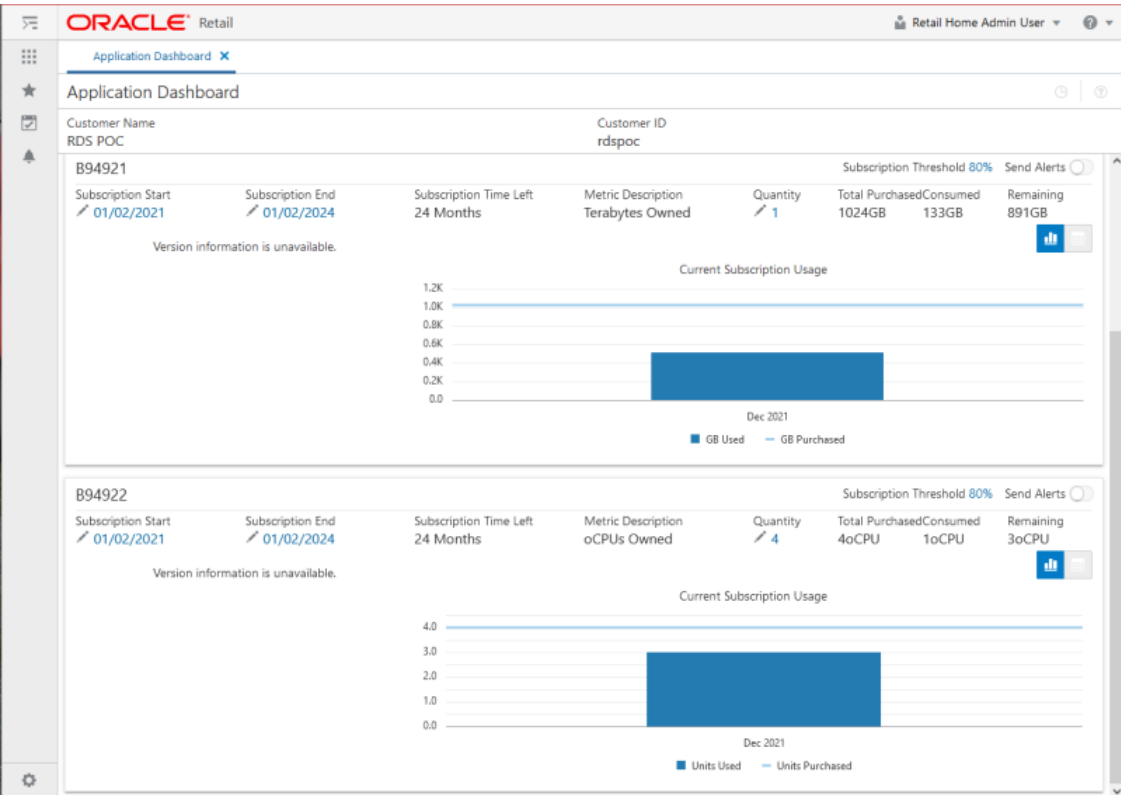 ORACLE Retail
Retail Home Admin User
Application Dashboard
Application Dashboard
Customer Name Customer ID
RDS POC rdspoc
B94921 Subscription Threshold 80% Send Alerts
Subscription Start Subscription End Subscription Time Left Metric Description Quantity Total Purchased Consumed Remaining
01/02/2021 01/02/2024 24 Months Terabytes Owned 1 1024GB 133GB 891GB
Version information is unavailable.
Current Subscription Usage
1.2K
1.0K
0.8K
0.6K
0.4K
0.2K
0.0
Dec 2021
GB Used GB Purchased
B94922 Subscription Threshold 80% Send Alerts
Subscription Start Subscription End Subscription Time Left Metric Description Quantity Total Purchased Consumed Remaining
01/02/2021 01/02/2024 24 Months oCPUs Owned 4 4oCPU 1oCPU 3oCPU
Version information is unavailable.
Current Subscription Usage
4.0
3.0
2.0
1.0
0.0
Dec 2021
Units Used Units Purchased